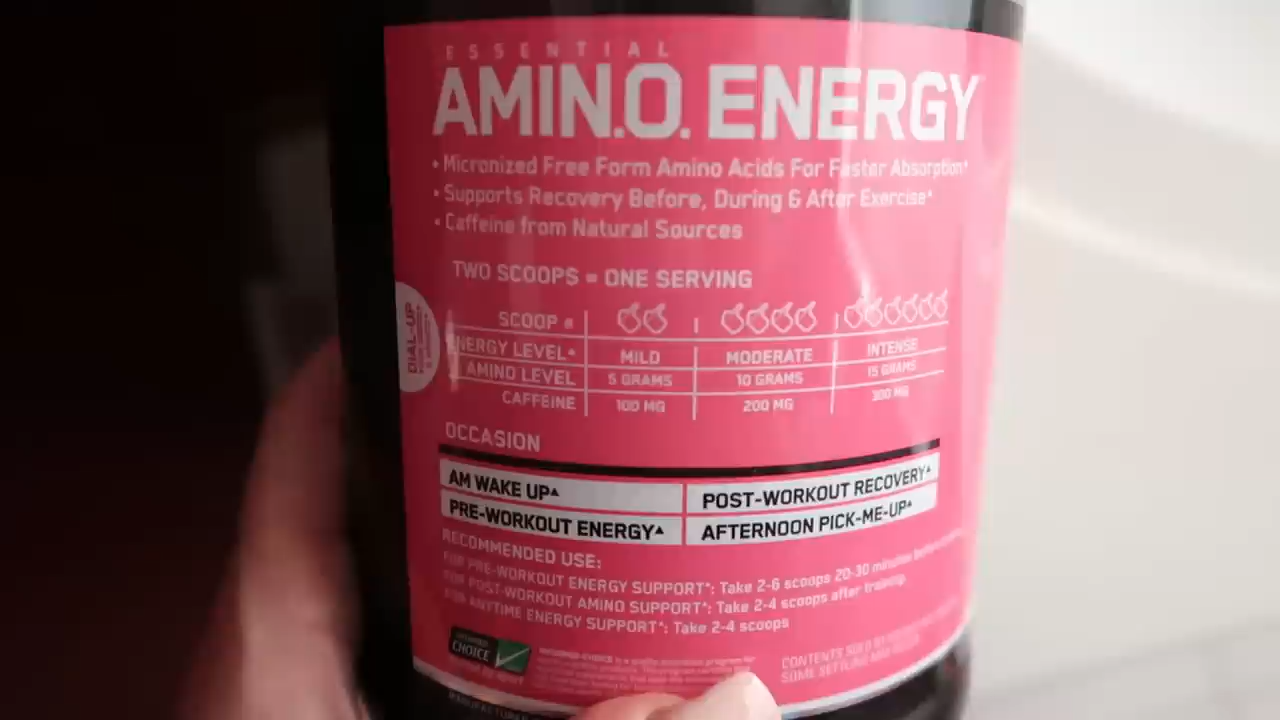 ESSENTIAL
AMIN.O. ENERGY
• Micronized Free Form Amino Acids For Faster Absorption*
• Supports Recovery Before, During & After Exercise*
• Caffeine from Natural Sources
TWO SCOOPS = ONE SERVING
DIAL-UP
SCOOP #
ENERGY LEVEL▲ MILD MODERATE INTENSE
AMINO LEVEL 5 GRAMS 10 GRAMS 15 GRAMS
CAFFEINE 100 MG 200 MG 300 MG
OCCASION
AM WAKE UP▲ POST-WORKOUT RECOVERY▲
PRE-WORKOUT ENERGY▲ AFTERNOON PICK-ME-UP▲
RECOMMENDED USE:
FOR PRE-WORKOUT ENERGY SUPPORT*: Take 2-6 scoops 20-30 minutes before
FOR POST-WORKOUT AMINO SUPPORT*: Take 2-4 scoops after training.
FOR ANYTIME ENERGY SUPPORT*: Take 2-4 scoops
CHOICE
CONTENTS SOLD BY
SOME SETTLING MAY